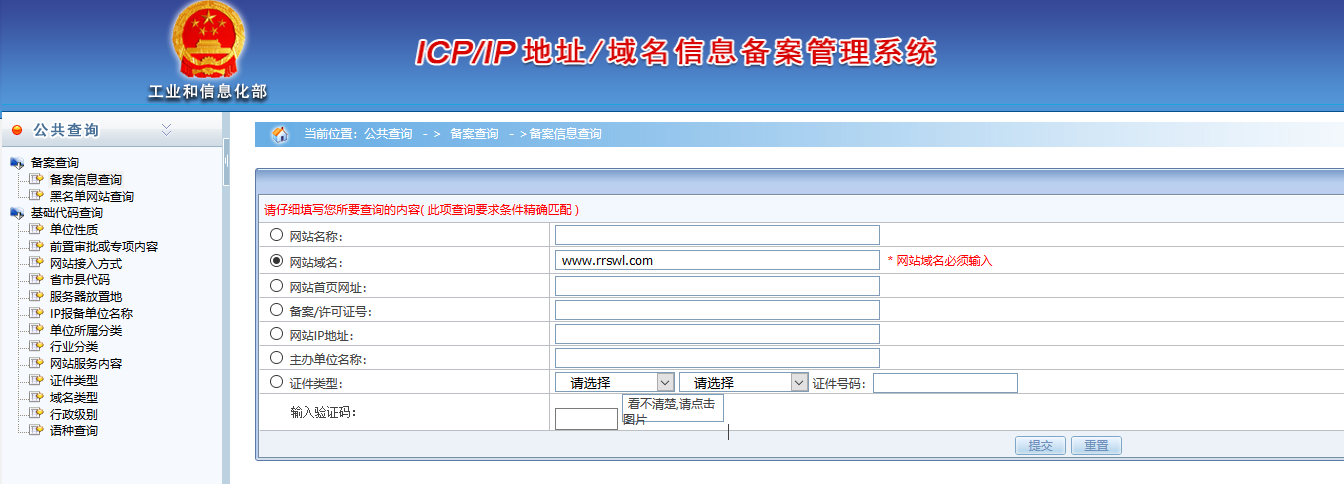 ICP/IP 地址/域名信息备案管理系统
工业和信息化部
公共查询
当前位置：公共查询 -> 备案查询 ->备案信息查询
备案查询
备案信息查询
黑名单网站查询
基础代码查询
单位性质
前置审批或专项内容
网站接入方式
省市县代码
服务器放置地
IP报备单位名称
单位所属分类
行业分类
网站服务内容
证件类型
域名类型
行政级别
语种查询
请仔细填写您所要查询的内容( 此项查询要求条件精确匹配 )
网站名称：
网站域名： www.rrswl.com * 网站域名必须输入
网站首页网址：
备案/许可证号：
网站IP地址：
主办单位名称：
证件类型： 请选择 请选择 证件号码：
输入验证码： 看不清楚,请点击
图片
提交 重置